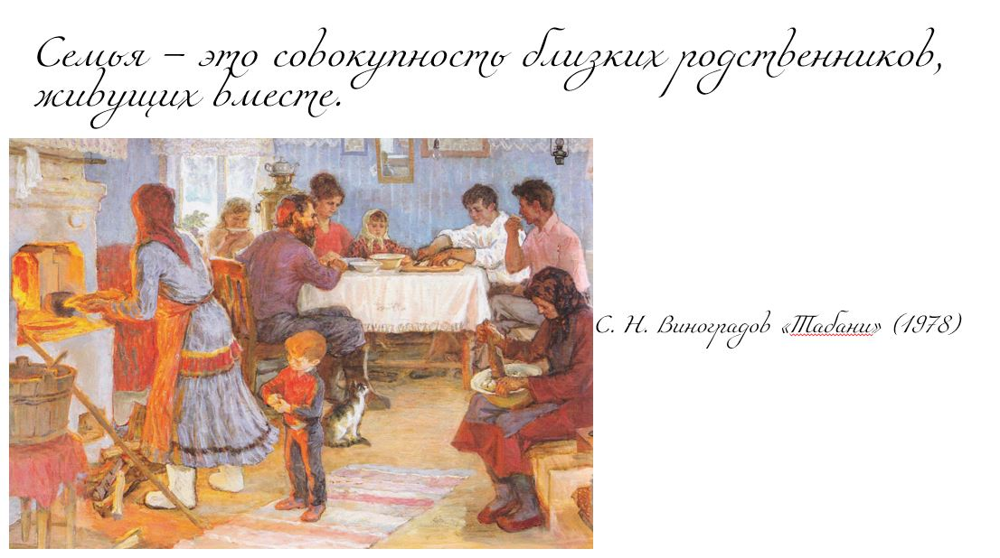 Семья – это совокупность близких родственников,
живущих вместе.
С. Н. Виноградов «Табани» (1978)